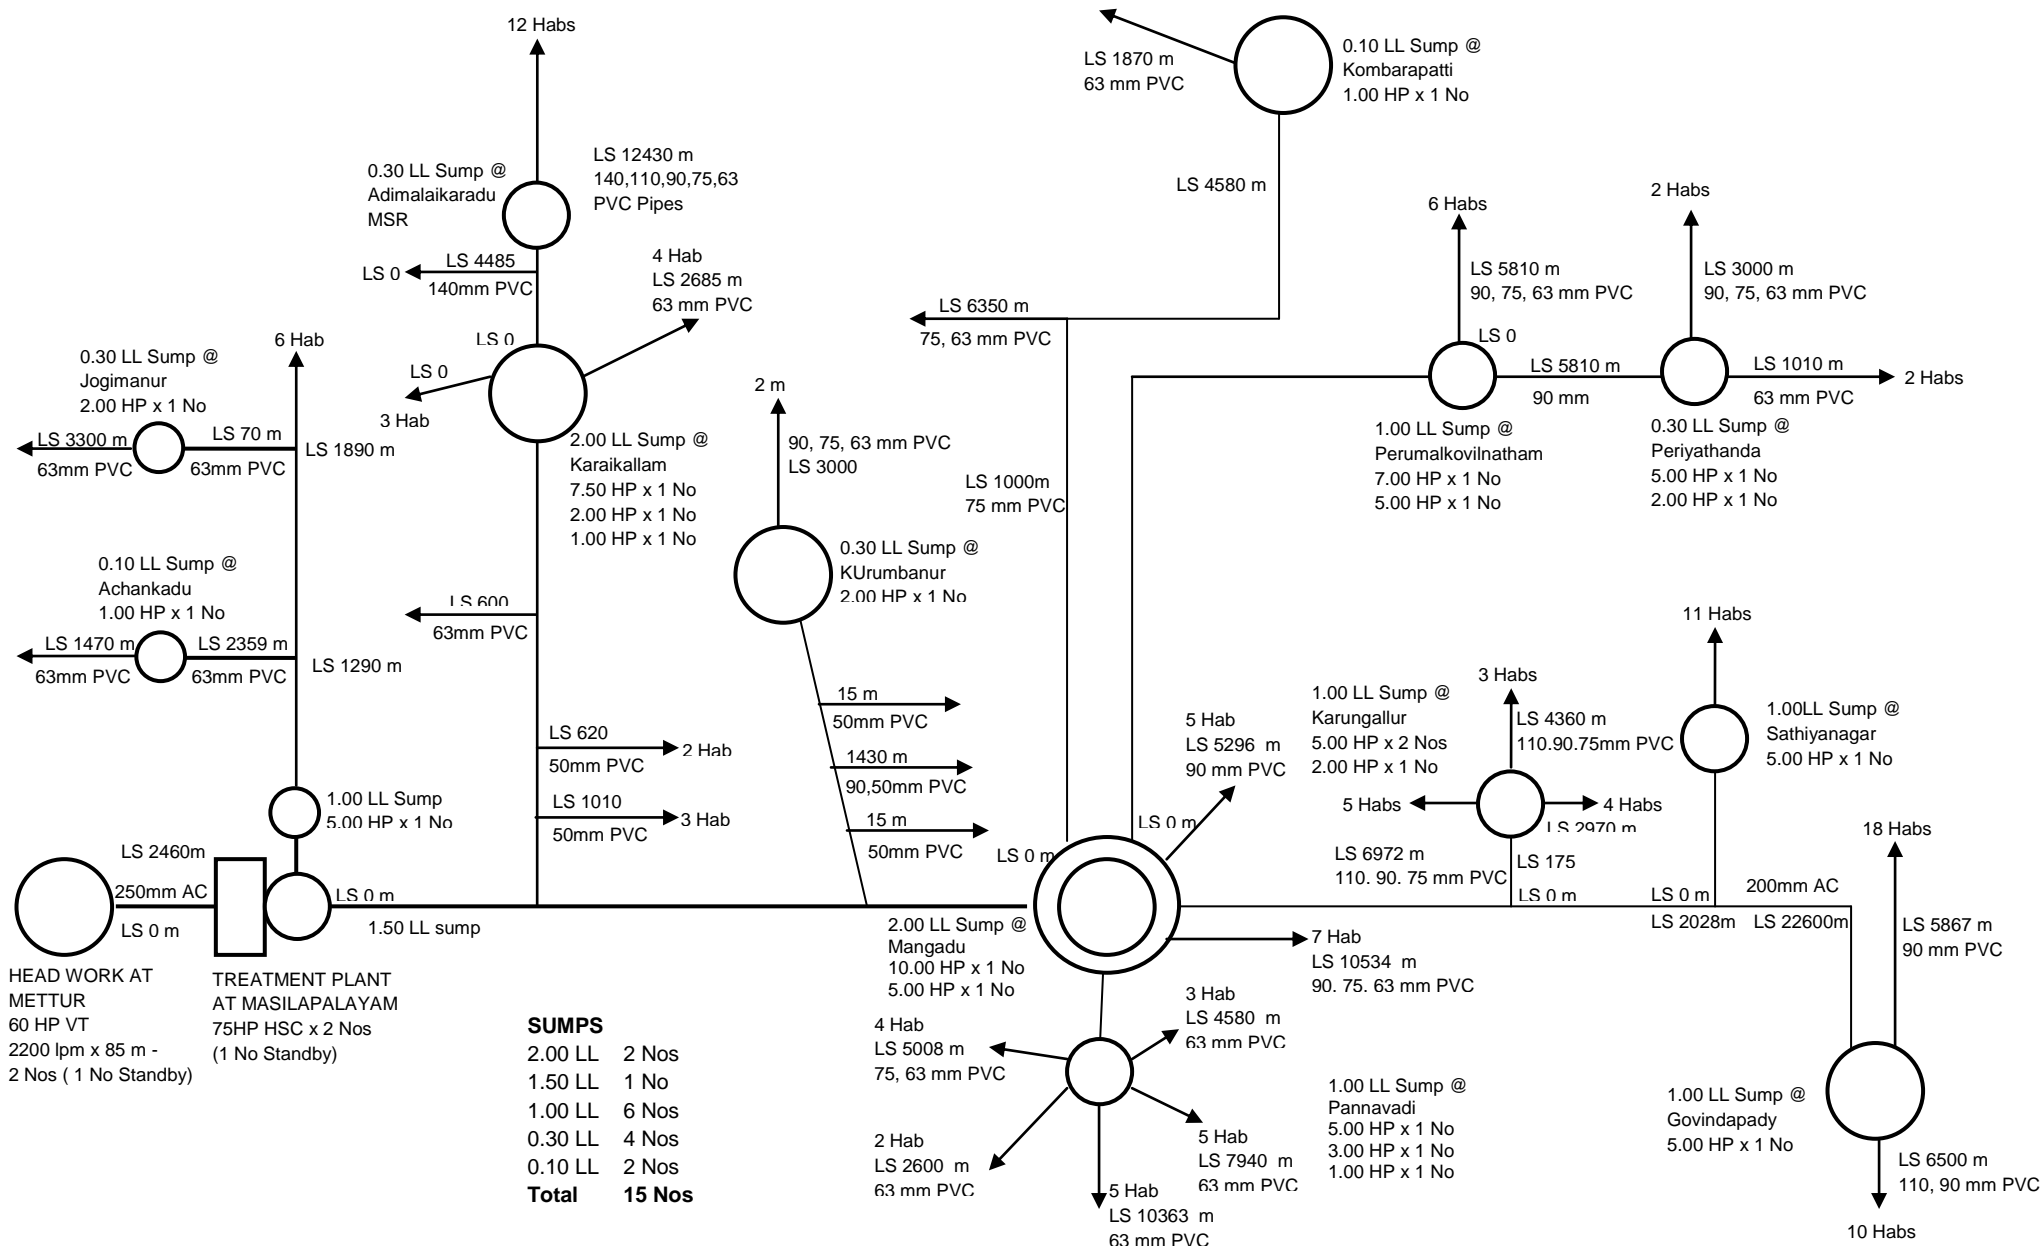 12 Habs
0.30 LL Sump @
Adimalaikaradu
MSR
LS 12430 m
140,110,90,75,63
PVC Pipes
LS 0
LS 4485
140mm PVC
4 Hab
LS 2685 m
63 mm PVC
LS 0
LS 0
3 Hab
2.00 LL Sump @
Karaikallam
7.50 HP x 1 No
2.00 HP x 1 No
1.00 HP x 1 No
6 Hab
0.30 LL Sump @
Jogimanur
2.00 HP x 1 No
LS 3300 m
63mm PVC
LS 70 m
63mm PVC
LS 1890 m
0.10 LL Sump @
Achankadu
1.00 HP x 1 No
LS 1470 m
63mm PVC
LS 2359 m
63mm PVC
LS 1290 m
LS 600
63mm PVC
LS 620
50mm PVC
2 Hab
LS 1010
50mm PVC
3 Hab
1.00 LL Sump
5.00 HP x 1 No
LS 2460m
250mm AC
LS 0 m
LS 0 m
1.50 LL sump
HEAD WORK AT
METTUR
60 HP VT
2200 lpm x 85 m -
2 Nos ( 1 No Standby)
TREATMENT PLANT
AT MASILAPALAYAM
75HP HSC x 2 Nos
(1 No Standby)
2 m
90, 75, 63 mm PVC
LS 3000
0.30 LL Sump @
KUrumbanur
2.00 HP x 1 No
15 m
50mm PVC
1430 m
90,50mm PVC
15 m
50mm PVC
LS 1870 m
63 mm PVC
0.10 LL Sump @
Kombarapatti
1.00 HP x 1 No
LS 4580 m
LS 6350 m
75, 63 mm PVC
LS 1000m
75 mm PVC
6 Habs
LS 5810 m
90, 75, 63 mm PVC
LS 0
2 Habs
LS 3000 m
90, 75, 63 mm PVC
LS 5810 m
90 mm
LS 1010 m
63 mm PVC
2 Habs
1.00 LL Sump @
Perumalkovilnatham
7.00 HP x 1 No
5.00 HP x 1 No
0.30 LL Sump @
Periyathanda
5.00 HP x 1 No
2.00 HP x 1 No
LS 0 m
LS 0 m
5 Hab
LS 5296 m
90 mm PVC
2.00 LL Sump @
Mangadu
10.00 HP x 1 No
5.00 HP x 1 No
7 Hab
LS 10534 m
90. 75. 63 mm PVC
1.00 LL Sump @
Karungallur
5.00 HP x 2 Nos
2.00 HP x 1 No
3 Habs
LS 4360 m
110.90.75mm PVC
5 Habs
4 Habs
LS 2970 m
LS 6972 m
110. 90. 75 mm PVC
LS 175
LS 0 m
11 Habs
1.00LL Sump @
Sathiyanagar
5.00 HP x 1 No
LS 0 m
LS 2028m
200mm AC
LS 22600m
18 Habs
LS 5867 m
90 mm PVC
1.00 LL Sump @
Govindapady
5.00 HP x 1 No
LS 6500 m
110, 90 mm PVC
10 Habs
3 Hab
LS 4580 m
63 mm PVC
4 Hab
LS 5008 m
75, 63 mm PVC
2 Hab
LS 2600 m
63 mm PVC
5 Hab
LS 10363 m
63 mm PVC
5 Hab
LS 7940 m
63 mm PVC
1.00 LL Sump @
Pannavadi
5.00 HP x 1 No
3.00 HP x 1 No
1.00 HP x 1 No
SUMPS
2.00 LL 2 Nos
1.50 LL 1 No
1.00 LL 6 Nos
0.30 LL 4 Nos
0.10 LL 2 Nos
Total 15 Nos